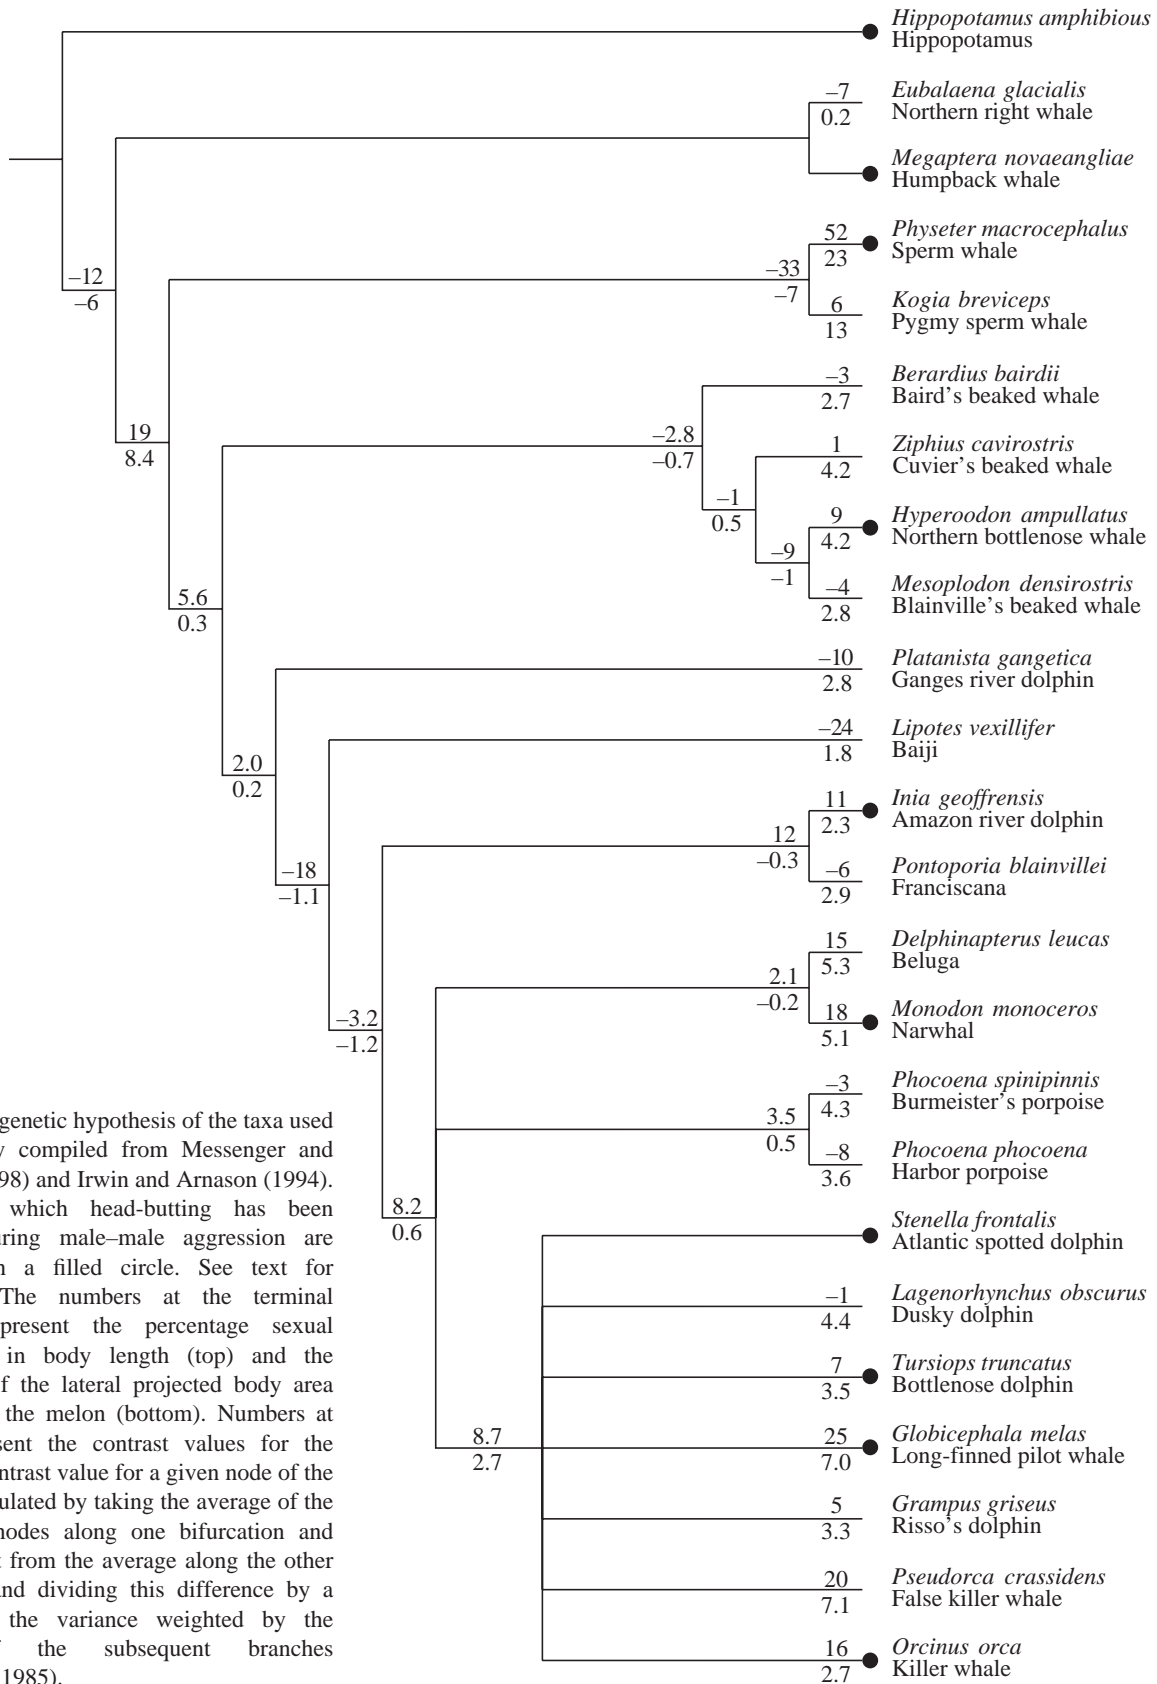 Hippopotamus amphibious
Hippopotamus
–7
0.2
Eubalaena glacialis
Northern right whale
Megaptera novaeangliae
Humpback whale
52
23
Physeter macrocephalus
Sperm whale
–12
–6
–33
–7
6
13
Kogia breviceps
Pygmy sperm whale
–3
2.7
Berardius bairdii
Baird's beaked whale
19
8.4
–2.8
–0.7
1
4.2
Ziphius cavirostris
Cuvier's beaked whale
–1
0.5
9
4.2
Hyperoodon ampullatus
Northern bottlenose whale
–9
–1
–4
2.8
Mesoplodon densirostris
Blainville's beaked whale
5.6
0.3
–10
2.8
Platanista gangetica
Ganges river dolphin
–24
1.8
Lipotes vexillifer
Baiji
2.0
0.2
11
2.3
Inia geoffrensis
Amazon river dolphin
12
–0.3
–18
–1.1
–6
2.9
Pontoporia blainvillei
Franciscana
15
5.3
Delphinapterus leucas
Beluga
2.1
–0.2
18
5.1
Monodon monoceros
Narwhal
–3.2
–1.2
–3
4.3
Phocoena spinipinnis
Burmeister's porpoise
3.5
0.5
–8
3.6
Phocoena phocoena
Harbor porpoise
8.2
0.6
Stenella frontalis
Atlantic spotted dolphin
–1
4.4
Lagenorhynchus obscurus
Dusky dolphin
7
3.5
Tursiops truncatus
Bottlenose dolphin
8.7
2.7
25
7.0
Globicephala melas
Long-finned pilot whale
5
3.3
Grampus griseus
Risso's dolphin
20
7.1
Pseudorca crassidens
False killer whale
16
2.7
Orcinus orca
Killer whale
genetic hypothesis of the taxa used
compiled from Messenger and
98) and Irwin and Arnason (1994).
which head-butting has been
uring male–male aggression are
a filled circle. See text for
The numbers at the terminal
present the percentage sexual
in body length (top) and the
f the lateral projected body area
the melon (bottom). Numbers at
sent the contrast values for the
ntrast value for a given node of the
ulated by taking the average of the
nodes along one bifurcation and
from the average along the other
nd dividing this difference by a
the variance weighted by the
the subsequent branches
1985).